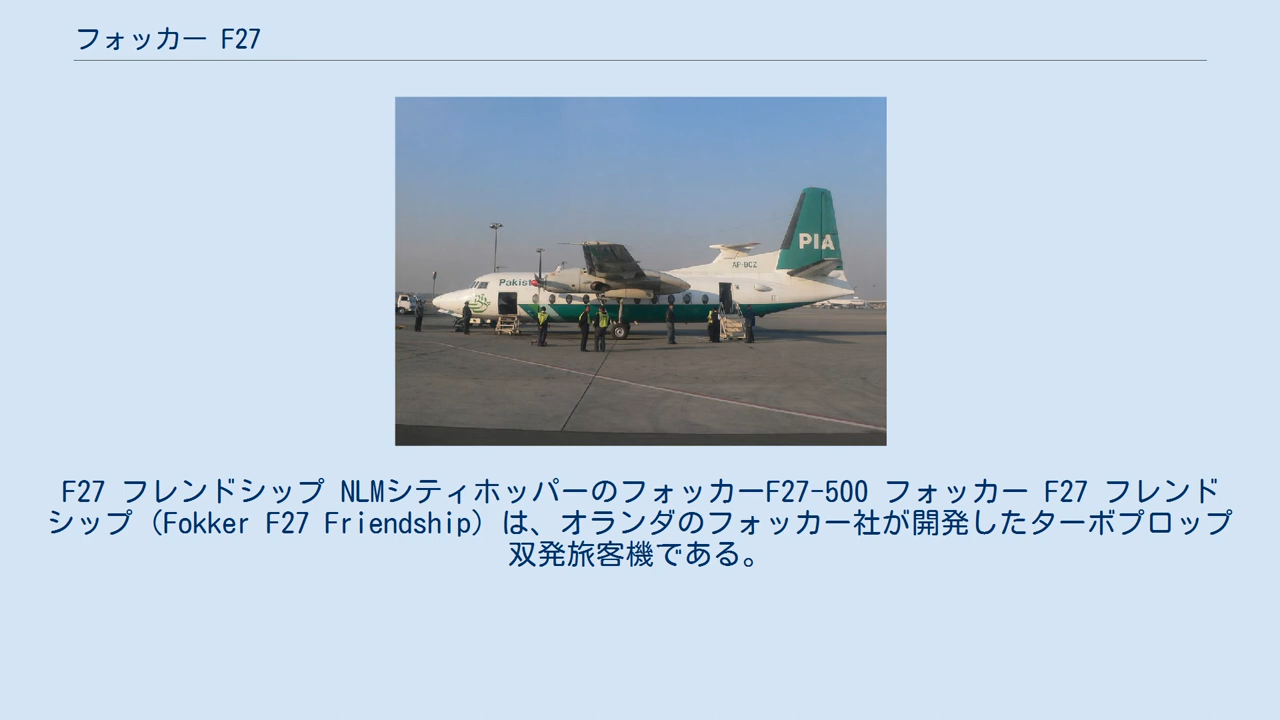 フォッカー F27
PIA
AP-BCZ
Pakist
F27 フレンドシップ NLMシティホッパーのフォッカーF27-500 フォッカー F27 フレンド
シップ（Fokker F27 Friendship）は、オランダのフォッカー社が開発したターボプロップ
双発旅客機である。